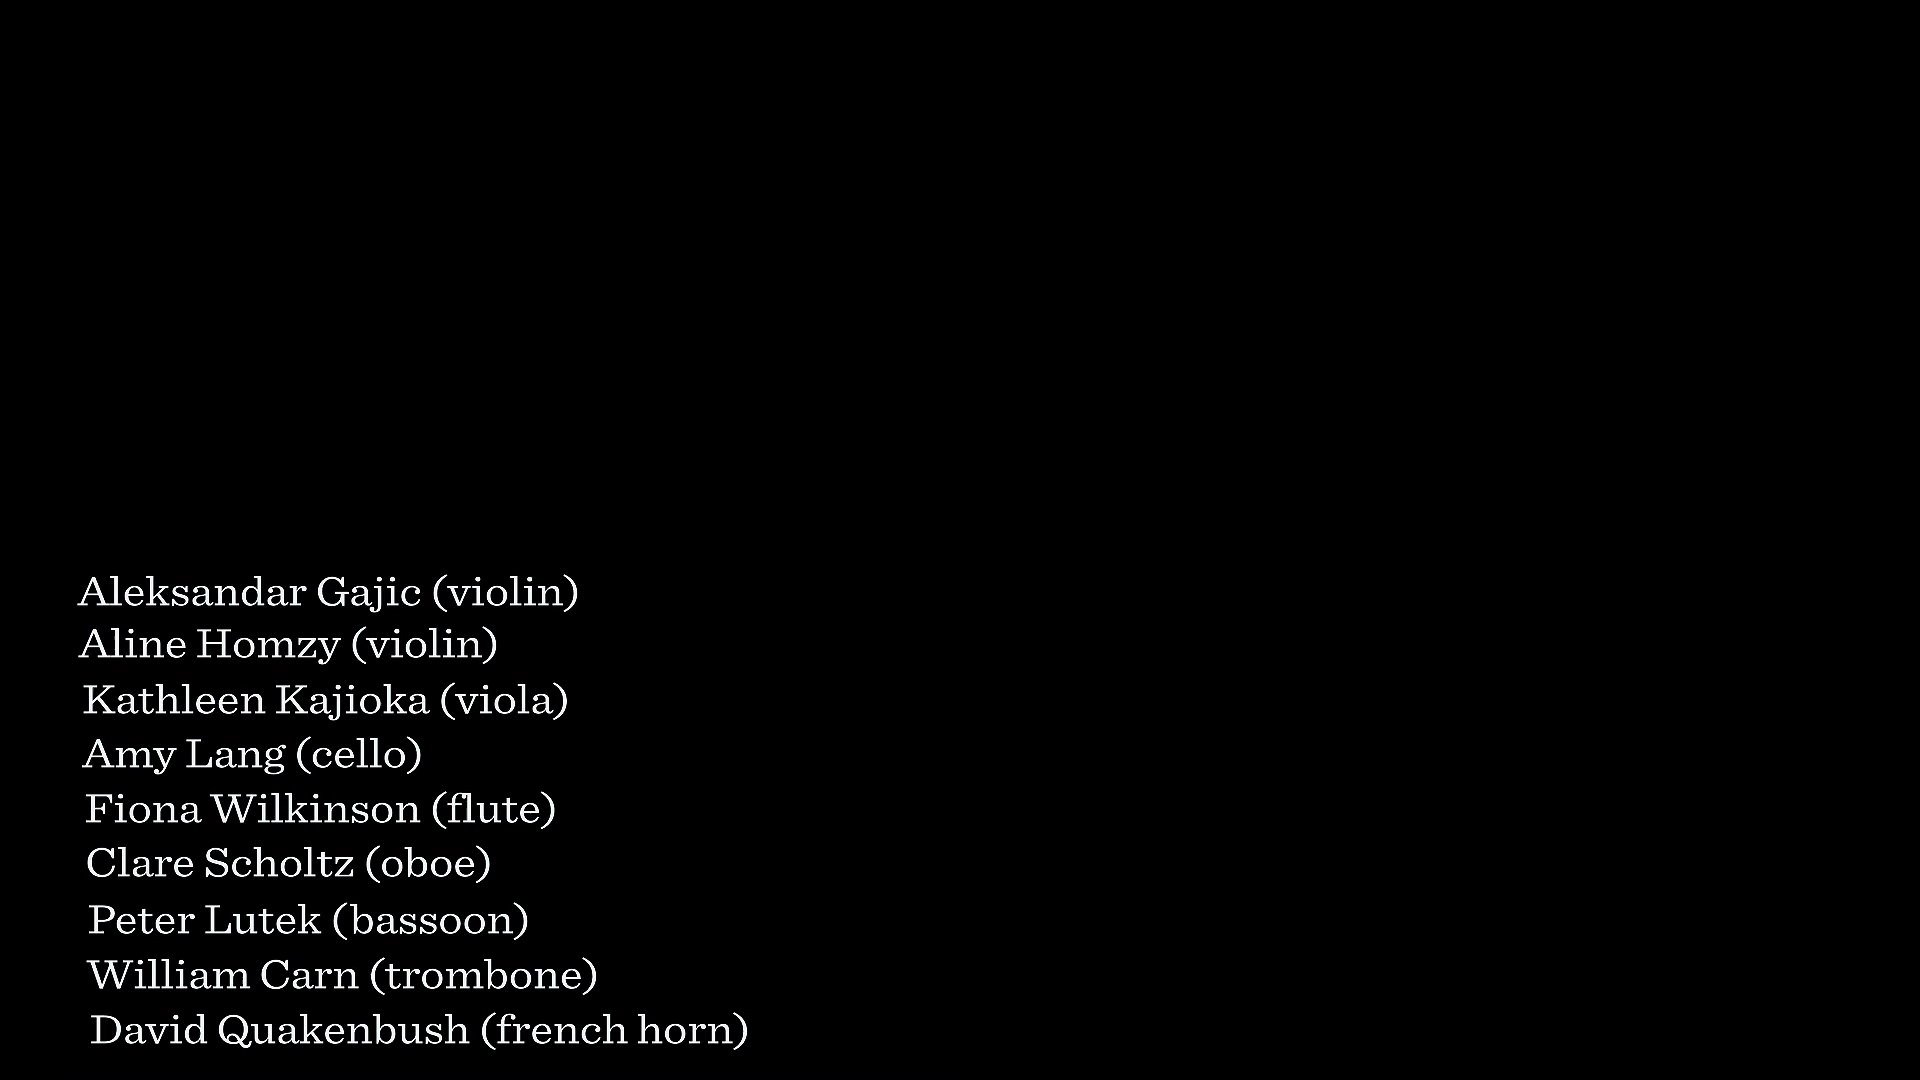 Aleksandar Gajic (violin)
Aline Homzy (violin)
Kathleen Kajioka (viola)
Amy Lang (cello)
Fiona Wilkinson (flute)
Clare Scholtz (oboe)
Peter Lutek (bassoon)
William Carn (trombone)
David Quakenbush (french horn)